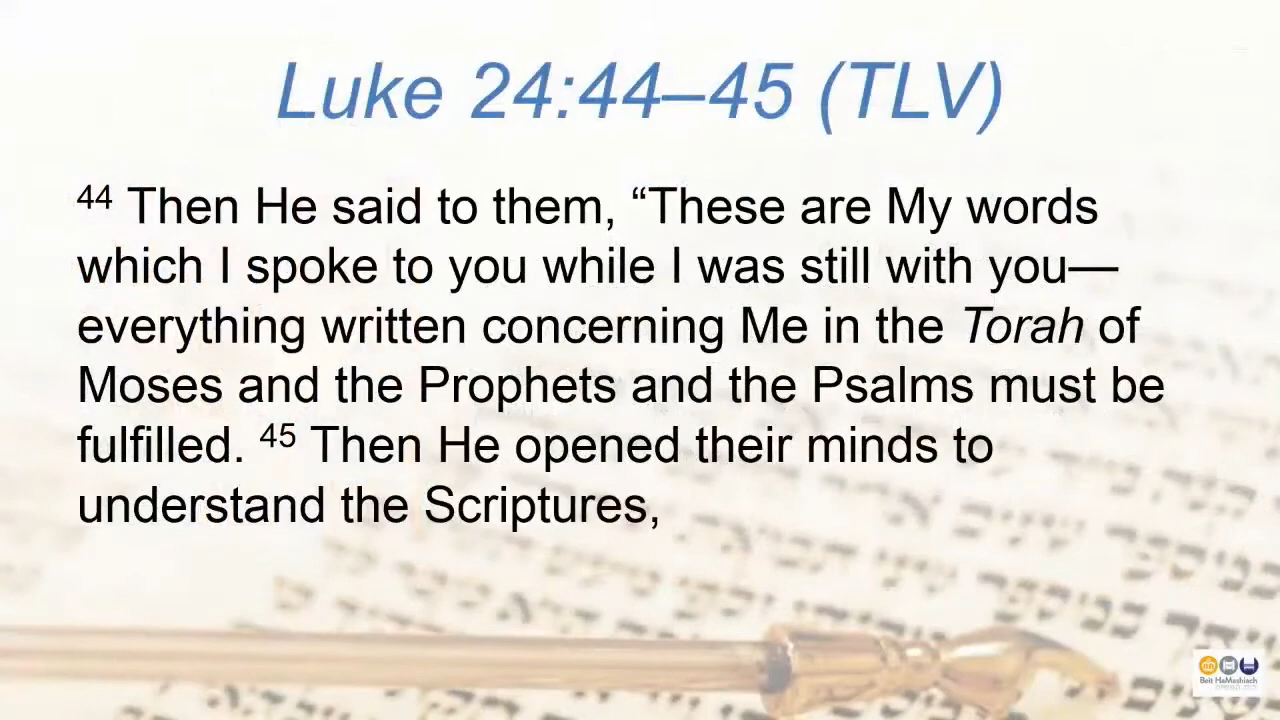 Luke 24:44–45 (TLV)
44 Then He said to them, “These are My words
which I spoke to you while I was still with you—
everything written concerning Me in the Torah of
Moses and the Prophets and the Psalms must be
fulfilled. 45 Then He opened their minds to
understand the Scriptures,
Beit HaMashiach